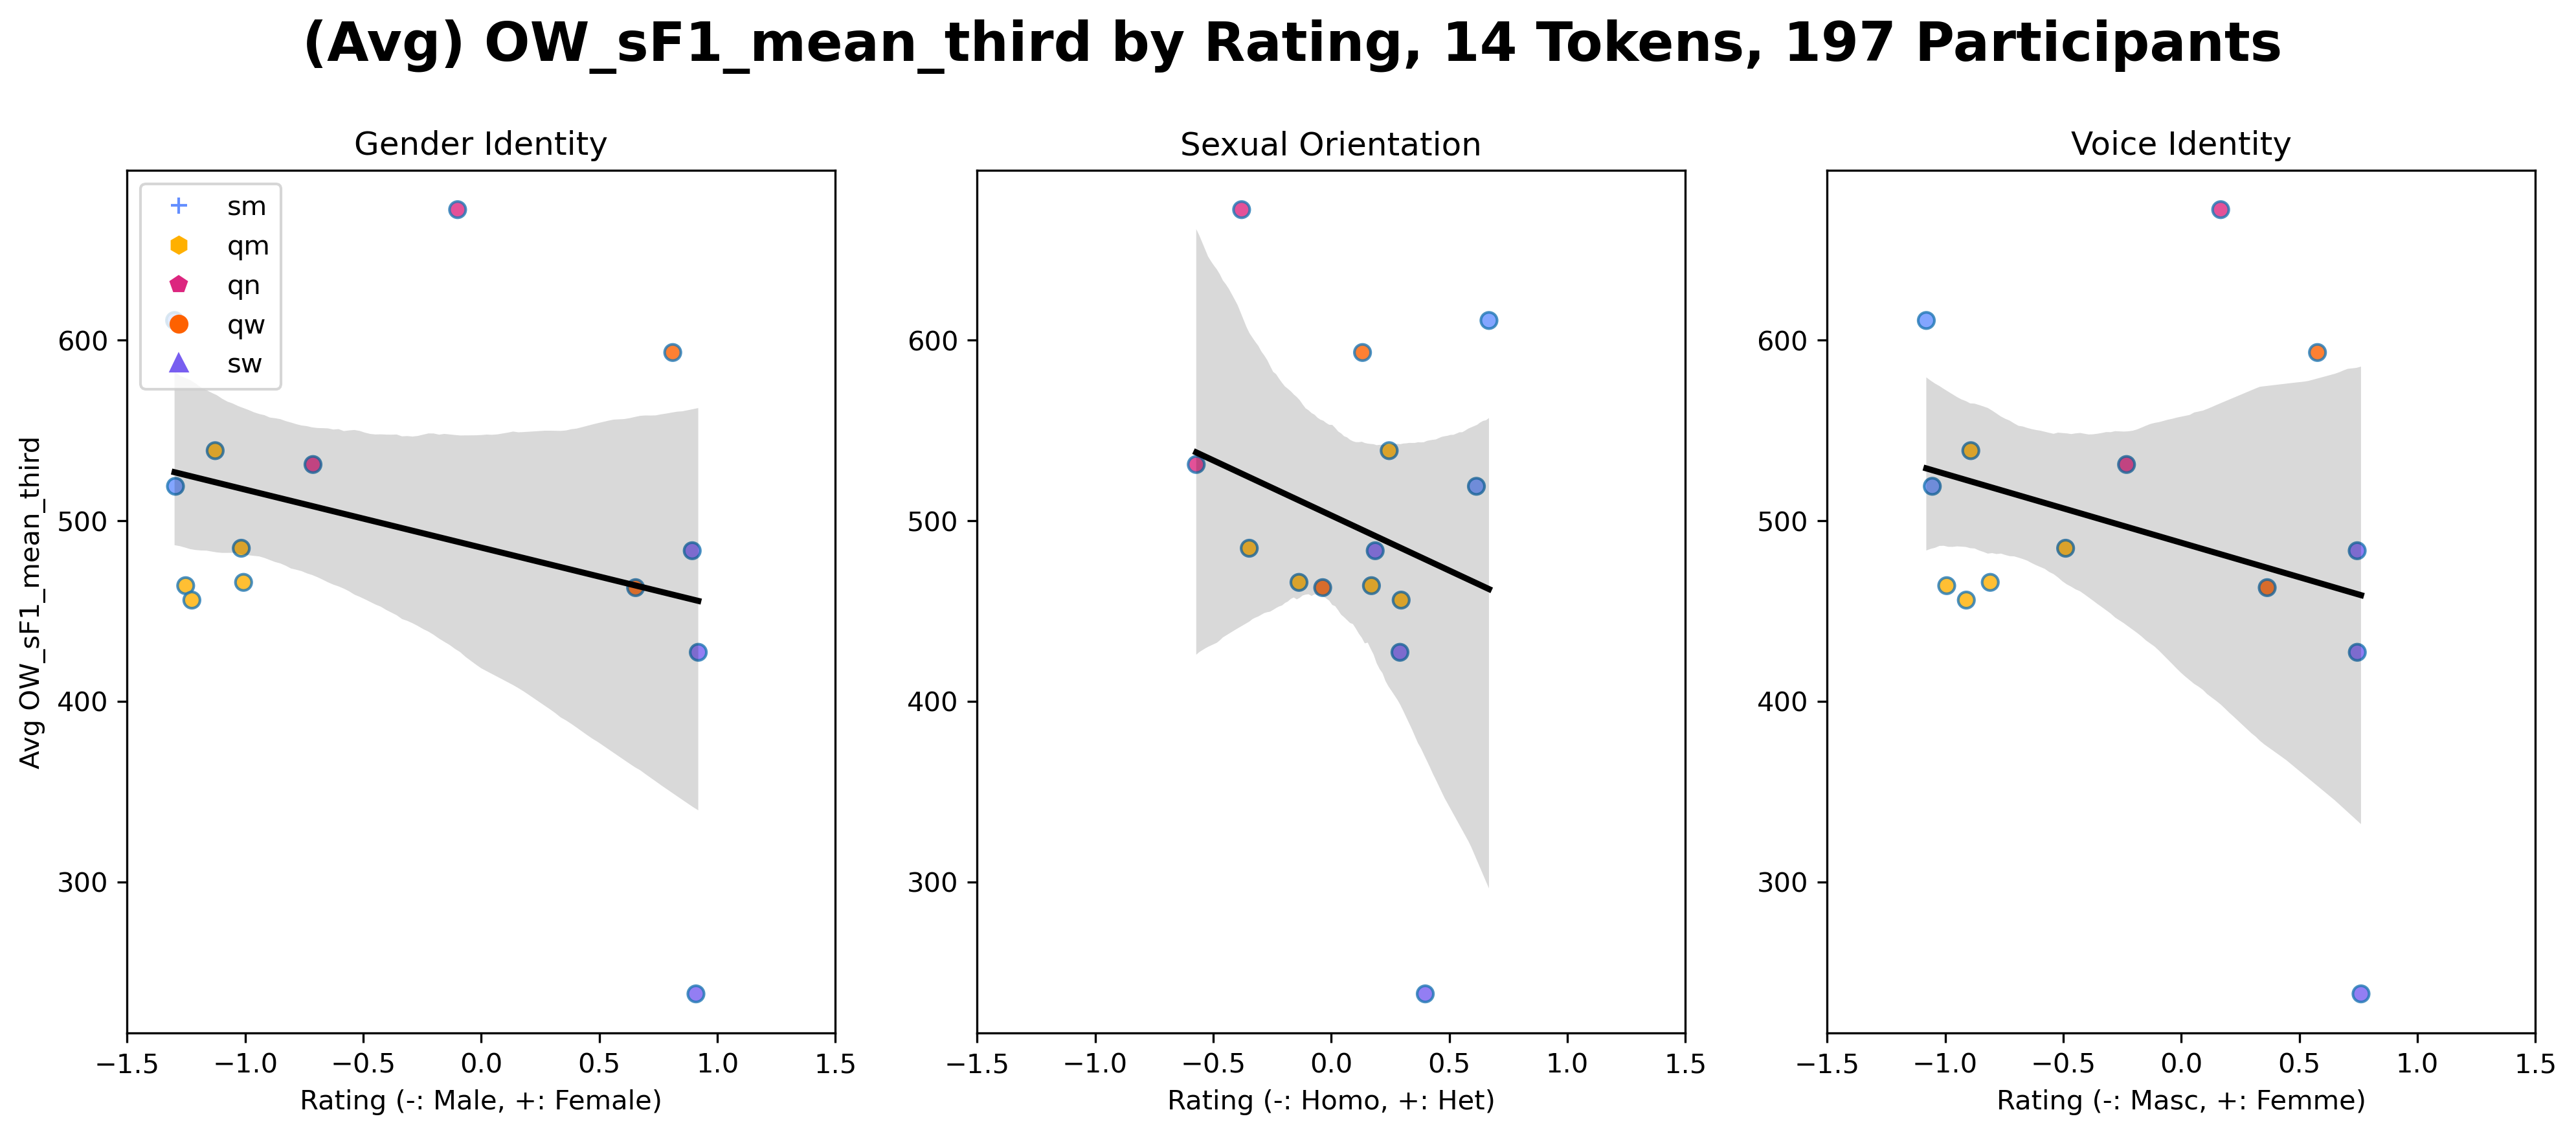 (Avg) OW_sF1_mean_third by Rating, 14 Tokens, 197 Participants
Gender Identity
sm
qm
qn
qw
sw
600
500
400
300
Avg OW_sF1_mean_third
−1.5 −1.0 −0.5 0.0 0.5 1.0 1.5
Rating (-: Male, +: Female)
Sexual Orientation
600
500
400
300
−1.5 −1.0 −0.5 0.0 0.5 1.0 1.5
Rating (-: Homo, +: Het)
Voice Identity
600
500
400
300
−1.5 −1.0 −0.5 0.0 0.5 1.0 1.5
Rating (-: Masc, +: Femme)